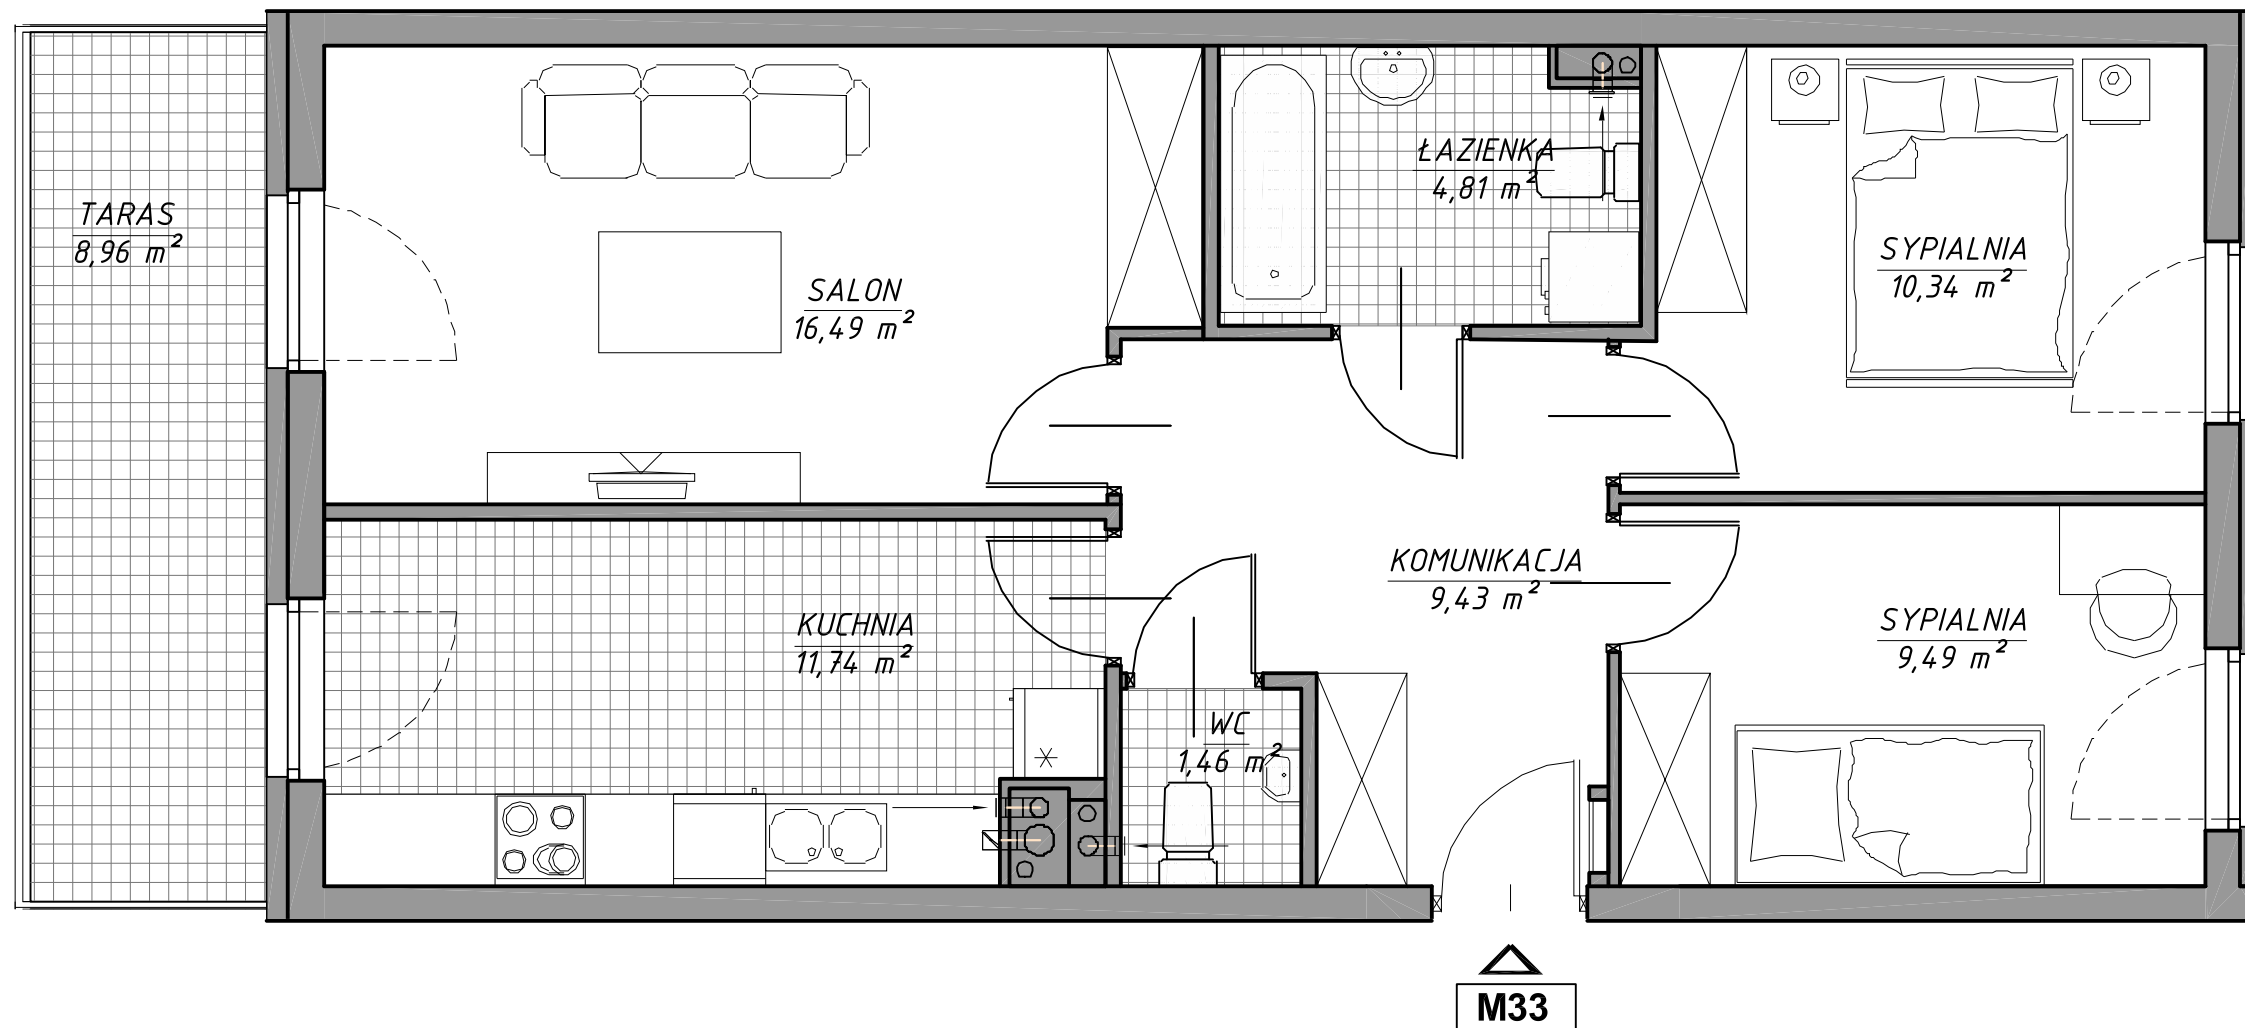 TARAS
8,96 m²
SALON
16,49 m²
ŁAZIENKA
4,81 m²
SYPIALNIA
10,34 m²
KUCHNIA
11,74 m²
WC
1,46 m²
KOMUNIKACJA
9,43 m²
SYPIALNIA
9,49 m²
M33